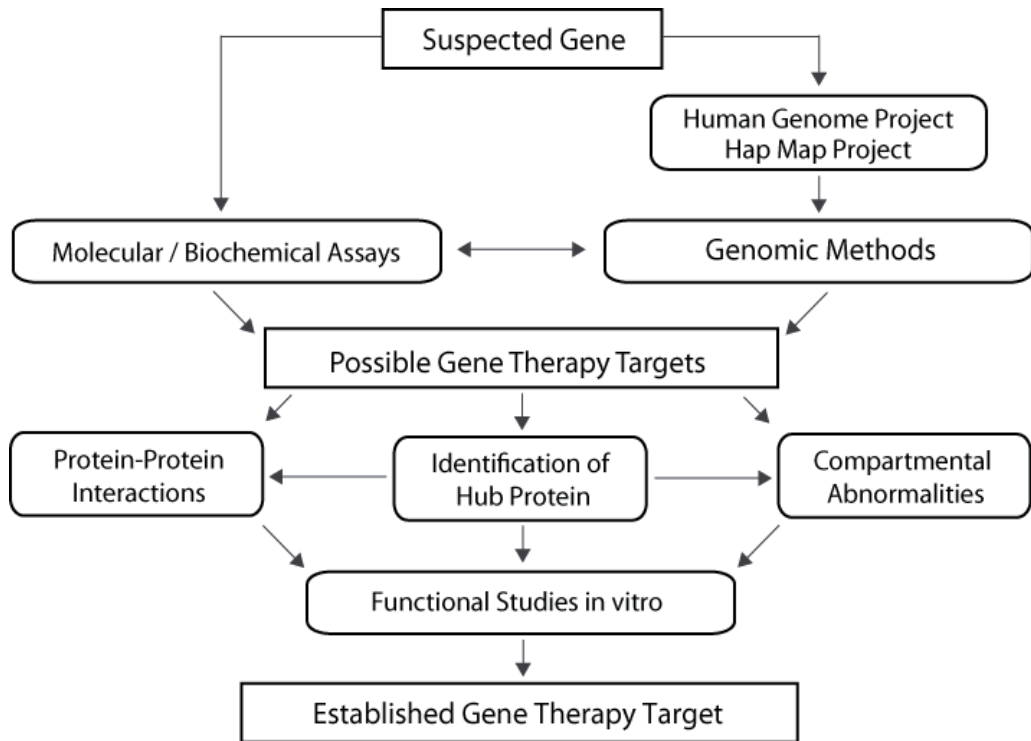 Suspected Gene
Human Genome Project
Hap Map Project
Molecular / Biochemical Assays
Genomic Methods
Possible Gene Therapy Targets
Protein-Protein
Interactions
Identification of
Hub Protein
Compartmental
Abnormalities
Functional Studies in vitro
Established Gene Therapy Target